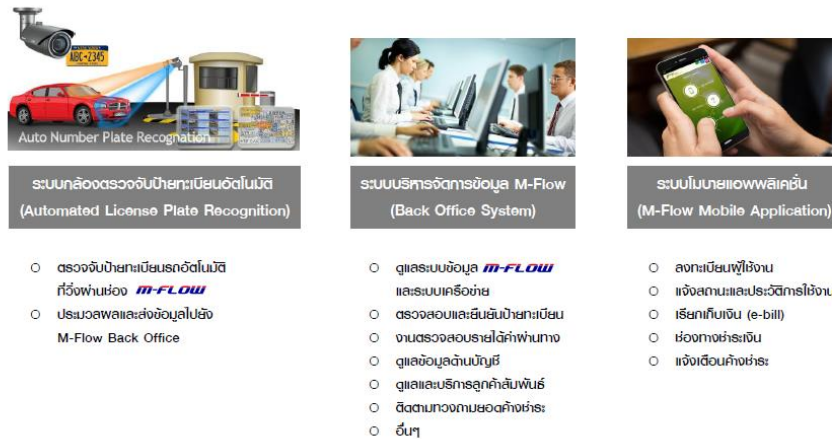 ABC-2345
Auto Number Plate Recognation
ระบบกล้องตรวจจับป้ายทะเบียนอัตโนมัติ
(Automated License Plate Recognition)
ตรวจจับป้ายทะเบียนรถอัตโนมัติ
ที่วิ่งผ่านช่อง M-FLOW
ประมวลผลและส่งข้อมูลไปยัง
M-Flow Back Office
ระบบบริหารจัดการข้อมูล M-Flow
(Back Office System)
ดูแลระบบข้อมูล M-FLOW
และระบบเครือข่าย
ตรวจสอบและยืนยันป้ายทะเบียน
งานตรวจสอบรายได้ค่าผ่านทาง
ดูแลข้อมูลด้านบัญชี
ดูแลและบริการลูกค้าสัมพันธ์
ติดตามทวงถามยอดค้างชำระ
อื่นๆ
ระบบโมบายแอพพลิเคชั่น
(M-Flow Mobile Application)
ลงทะเบียนผู้ใช้งาน
แจ้งสถานะและประวัติการใช้งาน
เรียกเก็บเงิน (e-bill)
ช่องทางชำระเงิน
แจ้งเตือนค้างชำระ